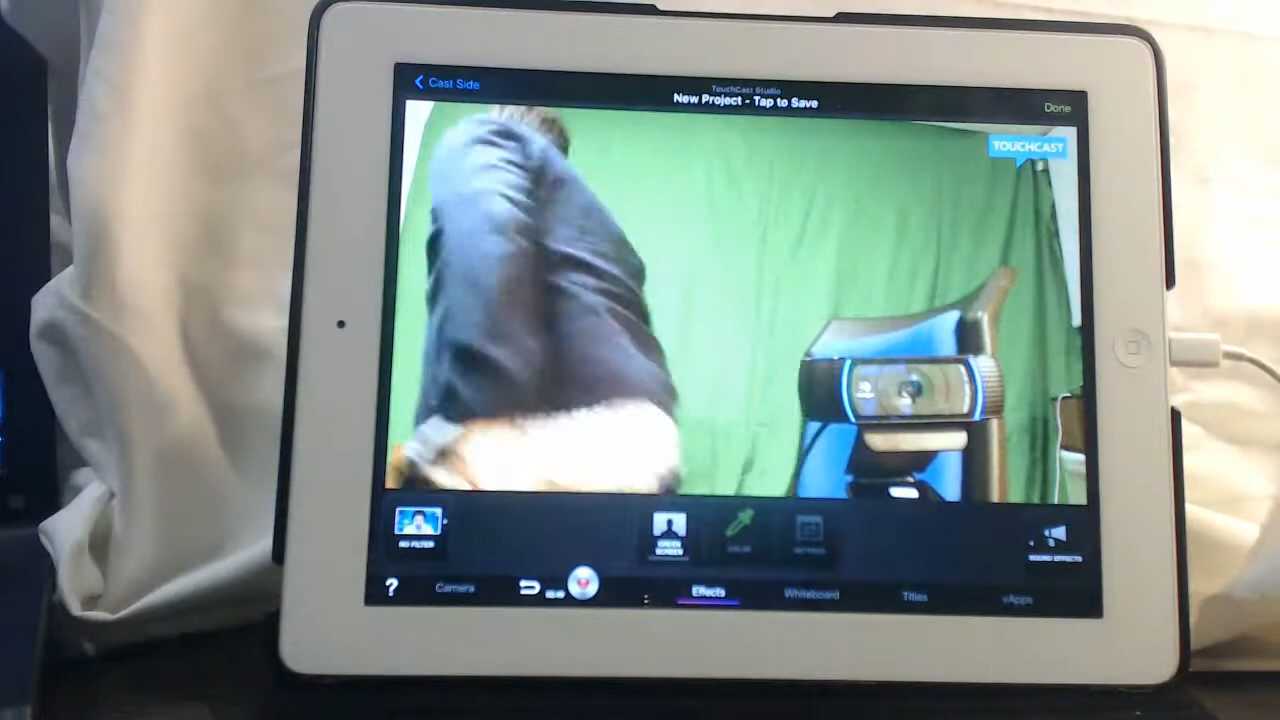 Cast Side
TouchCast Studio
New Project - Tap to Save
Done
TOUCHCAST
NO FILTER
GREEN
SCREEN
COLOR
SETTINGS
SOUND EFFECTS
?
Camera
Effects
Whiteboard
Titles
vApps